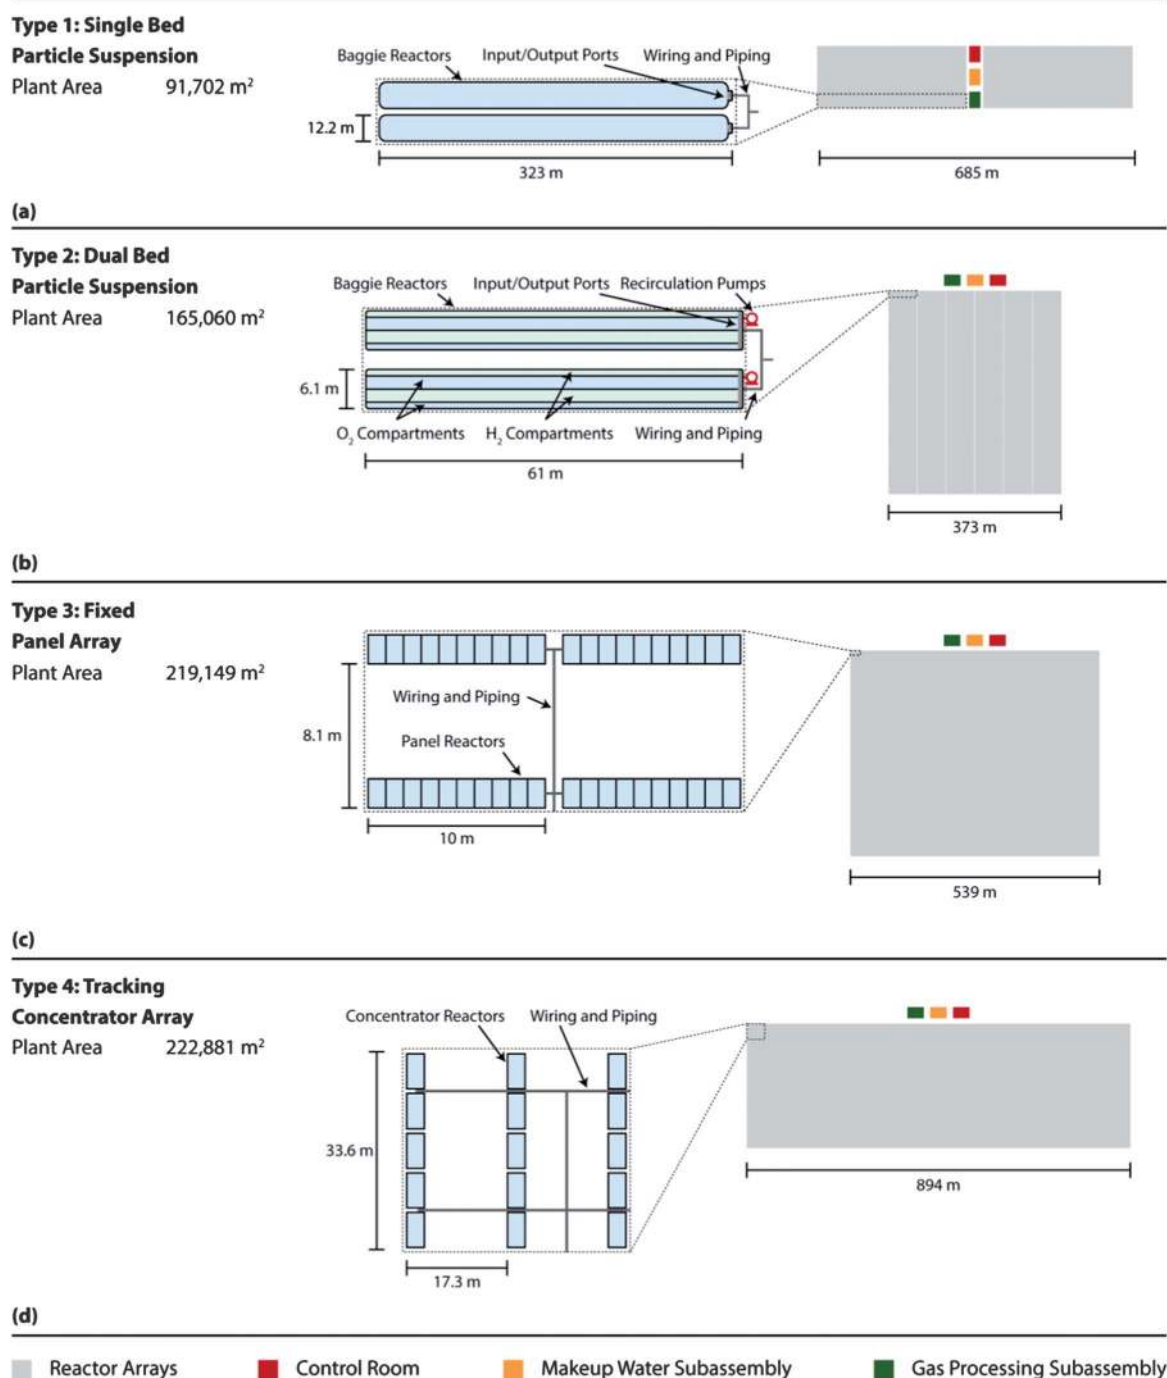 Type 1: Single Bed
Particle Suspension
Plant Area 91,702 m²
Baggie Reactors Input/Output Ports Wiring and Piping
12.2 m
323 m
685 m
(a)
Type 2: Dual Bed
Particle Suspension
Plant Area 165,060 m²
Baggie Reactors Input/Output Ports Recirculation Pumps
6.1 m
O₂ Compartments H₂ Compartments Wiring and Piping
61 m
373 m
(b)
Type 3: Fixed
Panel Array
Plant Area 219,149 m²
Wiring and Piping
8.1 m
Panel Reactors
10 m
539 m
(c)
Type 4: Tracking
Concentrator Array
Plant Area 222,881 m²
Concentrator Reactors Wiring and Piping
33.6 m
894 m
17.3 m
(d)
Reactor Arrays Control Room Makeup Water Subassembly Gas Processing Subassembly